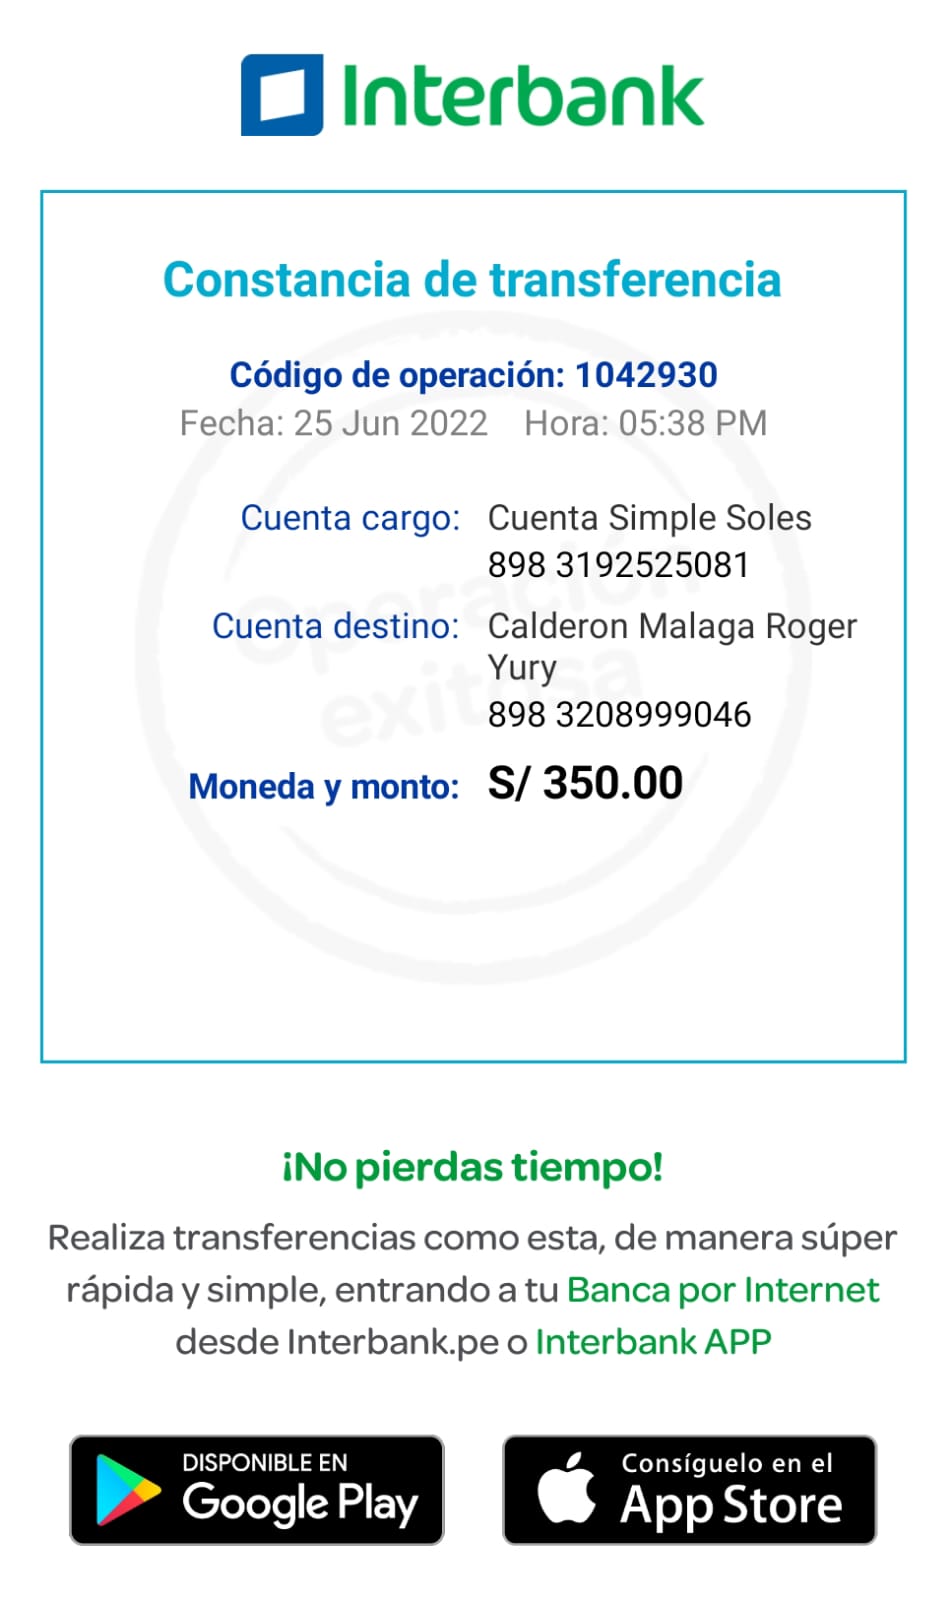 Interbank
Constancia de transferencia
Código de operación: 1042930
Fecha: 25 Jun 2022 Hora: 05:38 PM
Cuenta cargo: Cuenta Simple Soles
898 3192525081
Cuenta destino: Calderon Malaga Roger
Yury
898 3208999046
Moneda y monto: S/ 350.00
Operación
exitosa
¡No pierdas tiempo!
Realiza transferencias como esta, de manera súper
rápida y simple, entrando a tu Banca por Internet
desde Interbank.pe o Interbank APP
DISPONIBLE EN
Google Play
Consíguelo en el
App Store